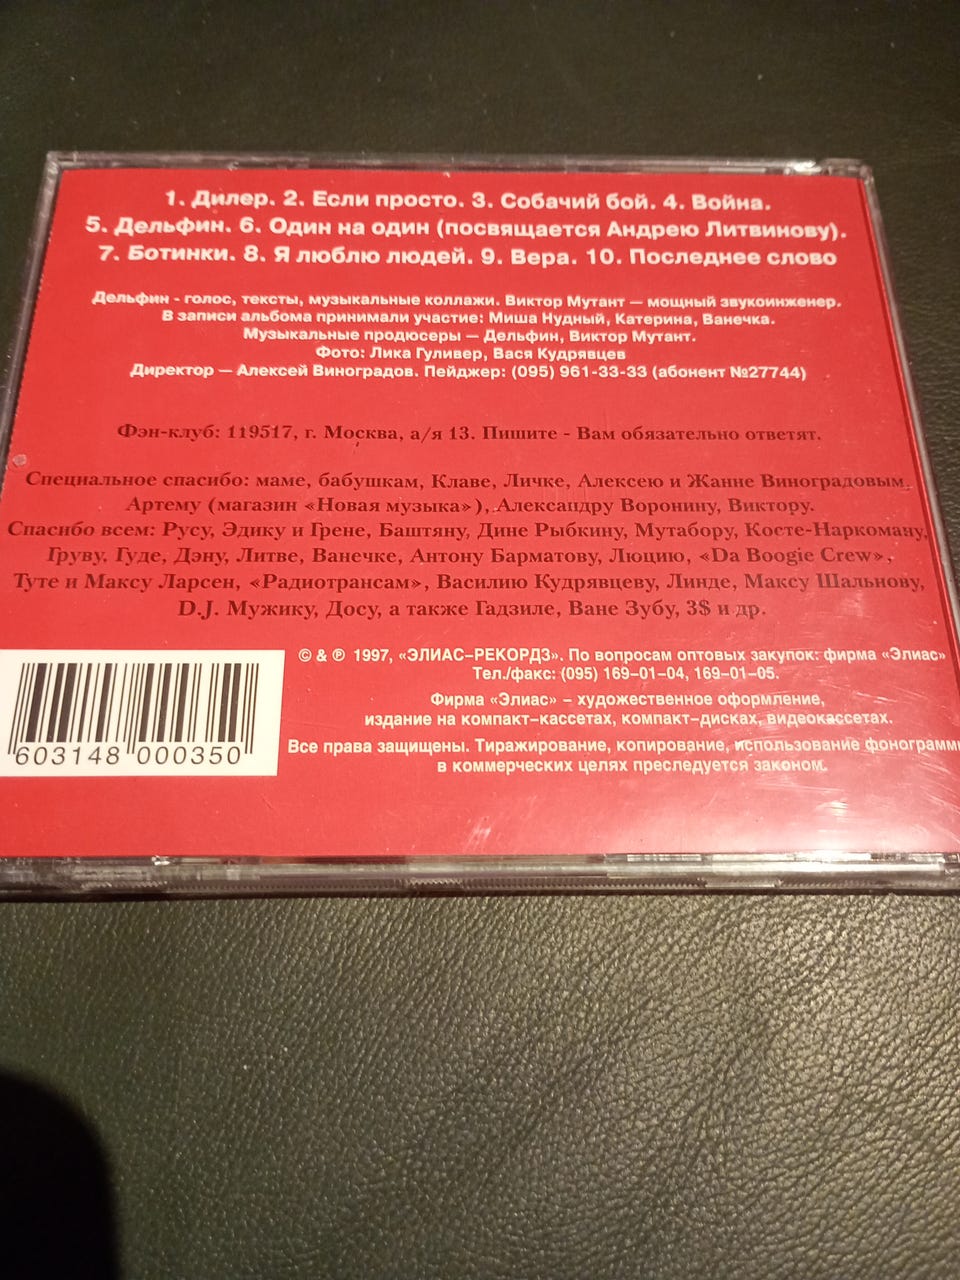 1. Дилер. 2. Если просто. 3. Собачий бой. 4. Война.
5. Дельфин. 6. Один на один (посвящается Андрею Литвинову).
7. Ботинки. 8. Я люблю людей. 9. Вера. 10. Последнее слово
Дельфин - голос, тексты, музыкальные коллажи. Виктор Мутант — мощный звукоинженер.
В записи альбома принимали участие: Миша Нудный, Катерина, Ванечка.
Музыкальные продюсеры — Дельфин, Виктор Мутант.
Фото: Лика Гуливер, Вася Кудрявцев
Директор — Алексей Виноградов. Пейджер: (095) 961-33-33 (абонент №27744)
Фэн-клуб: 119517, г. Москва, а/я 13. Пишите - Вам обязательно ответят.
Специальное спасибо: маме, бабушкам, Клаве, Личке, Алексею и Жанне Виноградовым,
Артему (магазин «Новая музыка»), Александру Воронину, Виктору.
Спасибо всем: Русу, Эдику и Грене, Баштяну, Дине Рыбкину, Мутабору, Косте-Наркоману,
Груву, Гуде, Дэну, Литве, Ванечке, Антону Барматову, Люцию, «Da Boogie Crew»,
Туте и Максу Ларсен, «Радиотрансам», Василию Кудрявцеву, Линде, Максу Шальнову,
D.J. Мужику, Досу, а также Гадзиле, Ване Зубу, 3$ и др.
© & ℗ 1997, «ЭЛИАС–РЕКОРДЗ». По вопросам оптовых закупок: фирма «Элиас»
Тел./факс: (095) 169–01–04, 169–01–05.
Фирма «Элиас» – художественное оформление,
издание на компакт–кассетах, компакт–дисках, видеокассетах.
Все права защищены. Тиражирование, копирование, использование фонограммы
в коммерческих целях преследуется законом.
603148 000350